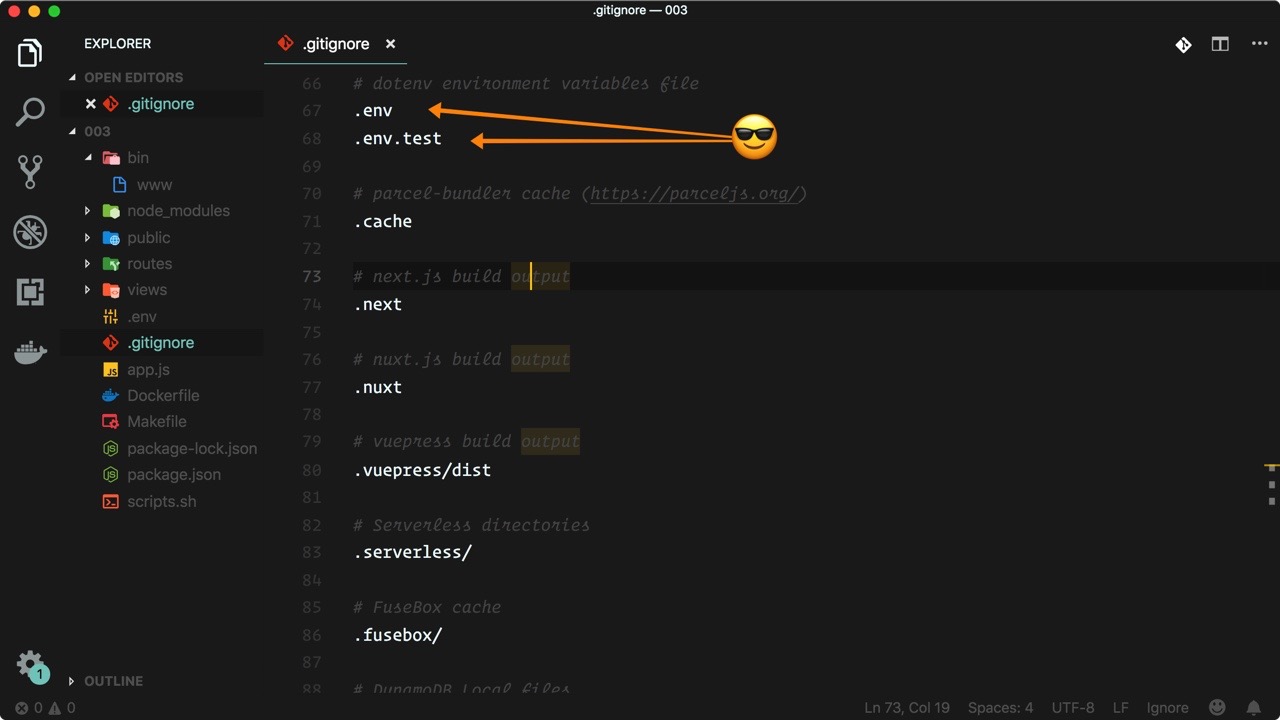 .gitignore — 003
EXPLORER
OPEN EDITORS
.gitignore
003
bin
www
node_modules
public
routes
views
.env
.gitignore
app.js
Dockerfile
Makefile
package-lock.json
package.json
scripts.sh
OUTLINE
1
.gitignore
66 # dotenv environment variables file
67 .env
68 .env.test
69
70 # parcel-bundler cache (https://parceljs.org/)
71 .cache
72
73 # next.js build output
74 .next
75
76 # nuxt.js build output
77 .nuxt
78
79 # vuepress build output
80 .vuepress/dist
81
82 # Serverless directories
83 .serverless/
84
85 # FuseBox cache
86 .fusebox/
87
88 # DynamoDB Local files
0 0 Ln 73, Col 19 Spaces: 4 UTF-8 LF Ignore